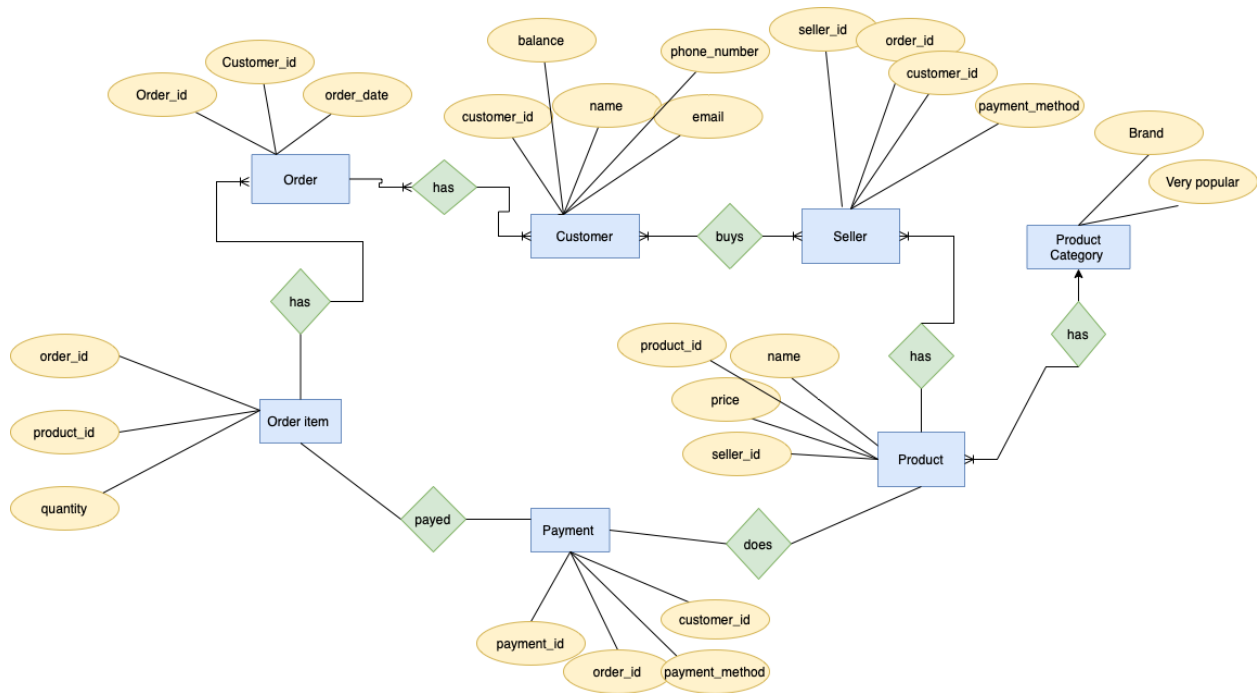 balance
phone_number
seller_id
order_id
Customer_id
customer_id
Order_id
order_date
customer_id
name
email
payment_method
Brand
Very popular
Order
has
Customer
buys
Seller
Product
Category
has
has
has
order_id
product_id
name
price
product_id
Order item
seller_id
Product
quantity
payed
Payment
does
customer_id
payment_id
order_id
payment_method